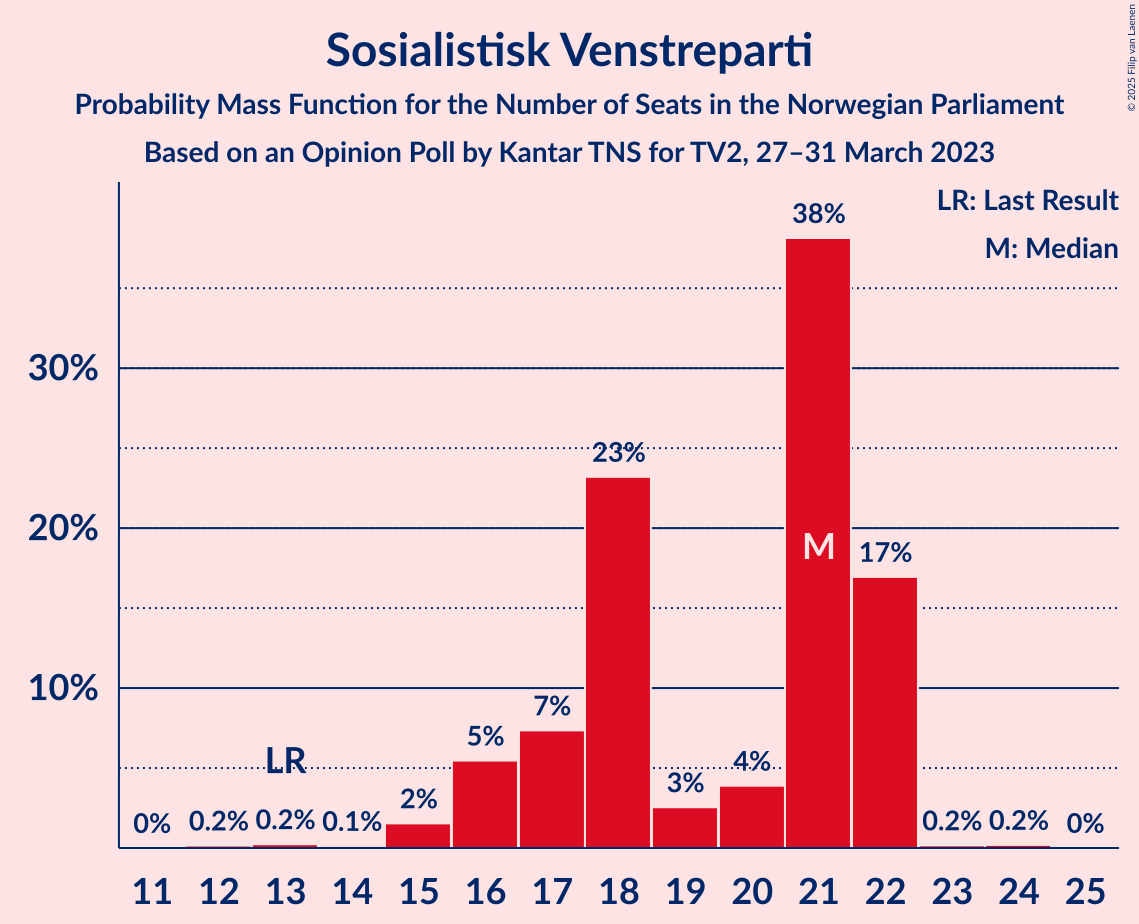 Sosialistisk Venstreparti
Probability Mass Function for the Number of Seats in the Norwegian Parliament
Based on an Opinion Poll by Kantar TNS for TV2, 27–31 March 2023
© 2025 Filip van Laenen
LR: Last Result
M: Median
38%
30%
23%
20%
M
17%
10%
7%
5%
LR
4%
3%
2%
0%
0.2%
0.2%
0.1%
0.2%
0.2%
0%
11 12 13 14 15 16 17 18 19 20 21 22 23 24 25